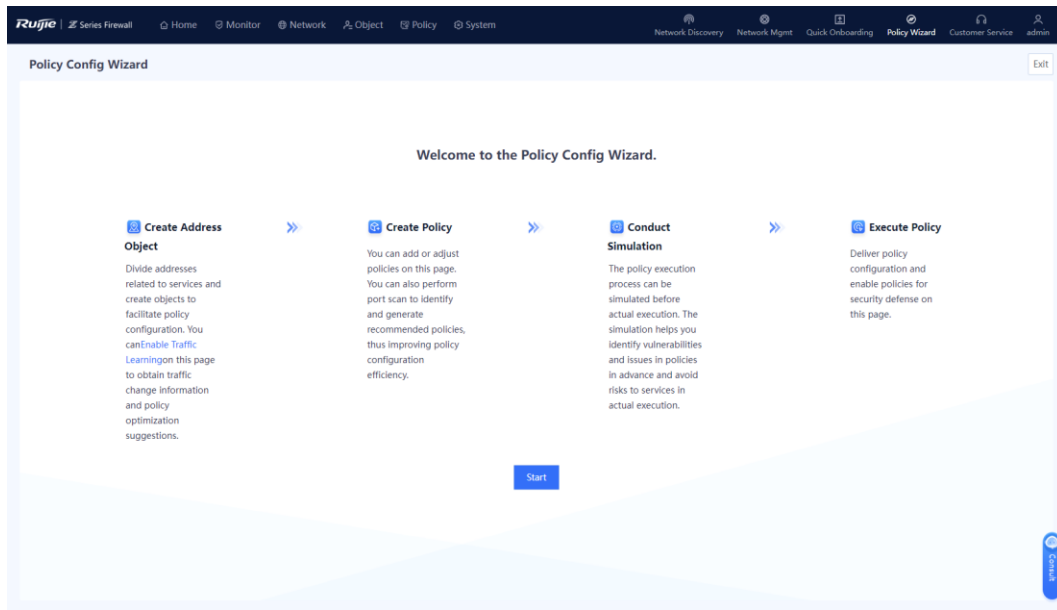 Ruijie | Z Series Firewall Home Monitor Network Object Policy System Network Discovery Network Mgmt Quick Onboarding Policy Wizard Customer Service admin
Policy Config Wizard Exit
Welcome to the Policy Config Wizard.
Create Address
Object
Divide addresses
related to services and
create objects to
facilitate policy
configuration. You
canEnable Traffic
Learningon this page
to obtain traffic
change information
and policy
optimization
suggestions.
Create Policy
You can add or adjust
policies on this page.
You can also perform
port scan to identify
and generate
recommended policies,
thus improving policy
configuration
efficiency.
Conduct
Simulation
The policy execution
process can be
simulated before
actual execution. The
simulation helps you
identify vulnerabilities
and issues in policies
in advance and avoid
risks to services in
actual execution.
Execute Policy
Deliver policy
configuration and
enable policies for
security defense on
this page.
Start
Consult